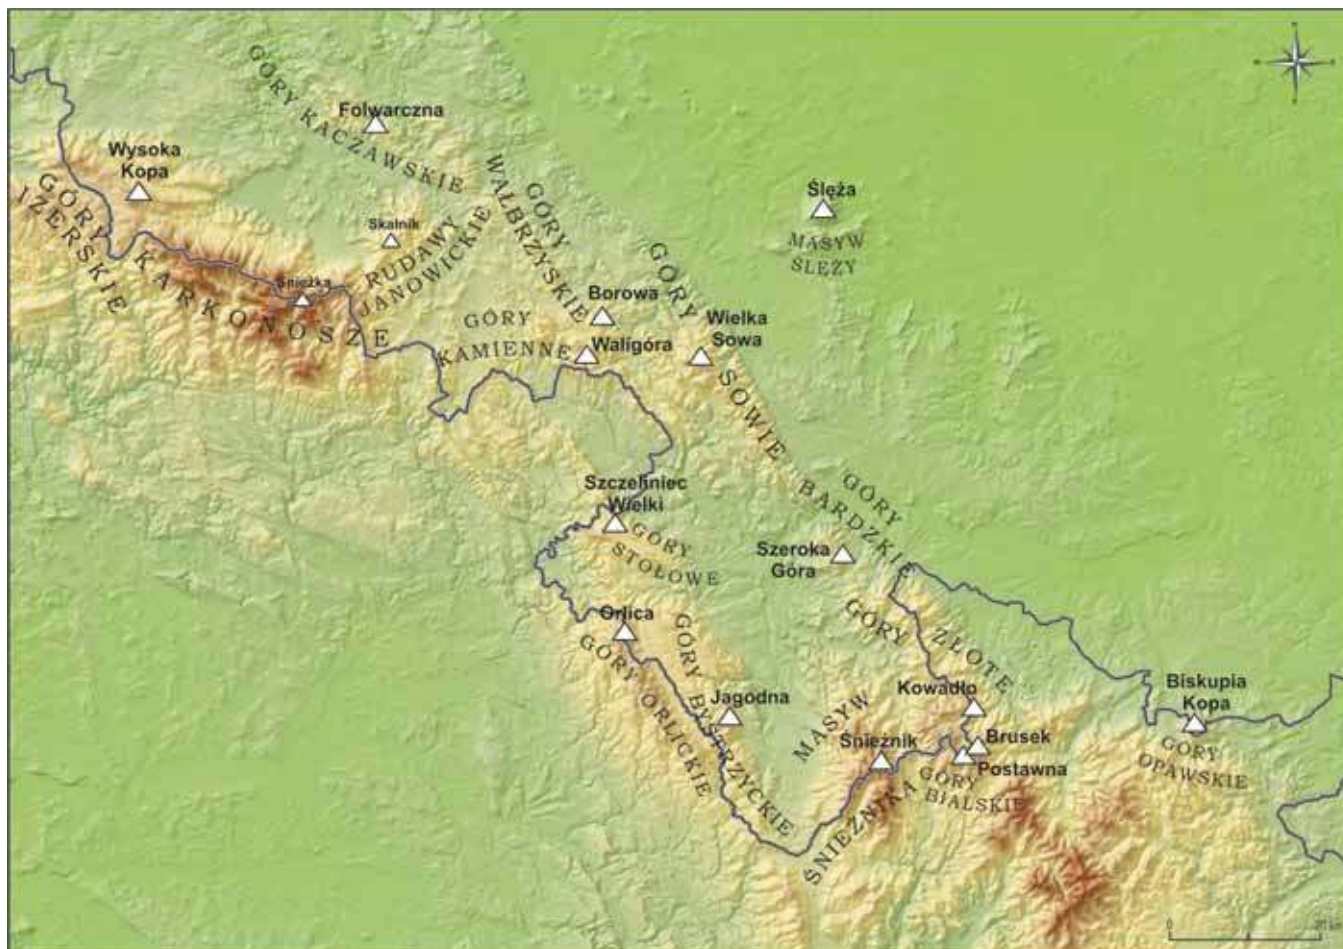 GÓRY KACZAWSKIE
Folwarczna
Wysoka
Kopa
GÓRY
IZERSKIE
KARKONOSZE
Śnieżka
Skalnik
RUDAWY
JANOWICKIE
GÓRY
WAŁBRZYSKIE
Ślęża
MASYW
ŚLĘŻY
Borowa
GÓRY
KAMIENNE
Waligóra
Wielka
Sowa
GÓRY SOWIE
Szczeliniec
Wielki
GÓRY
STOŁOWE
GÓRY
BARDZKIE
Szeroka
Góra
Orlica
GÓRY ORLICKIE
GÓRY BYSTRZYCKIE
Jagodna
GÓRY ZŁOTE
Kowadło
MASYW
ŚNIEŻNIKA
Śnieżnik
Brusek
Postawna
GÓRY
BIALSKIE
Biskupia
Kopa
GÓRY
OPAWSKIE
0